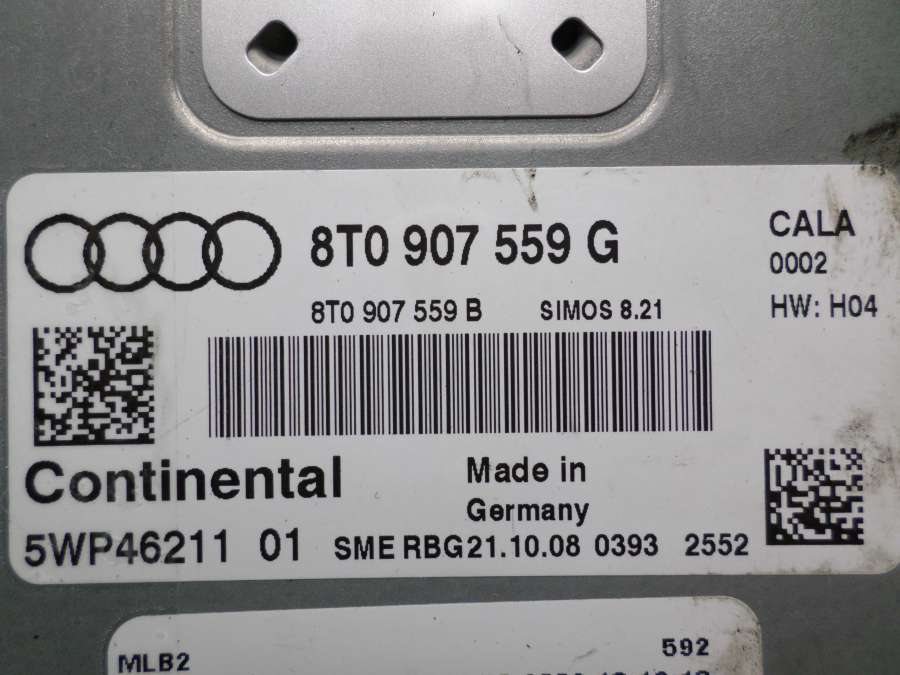 8T0 907 559 G
CALA
0002
8T0 907 559 B SIMOS 8.21
HW: H04
Continental
Made in
Germany
5WP46211 01 SME RBG21.10.08 0393 2552
592
MLB2